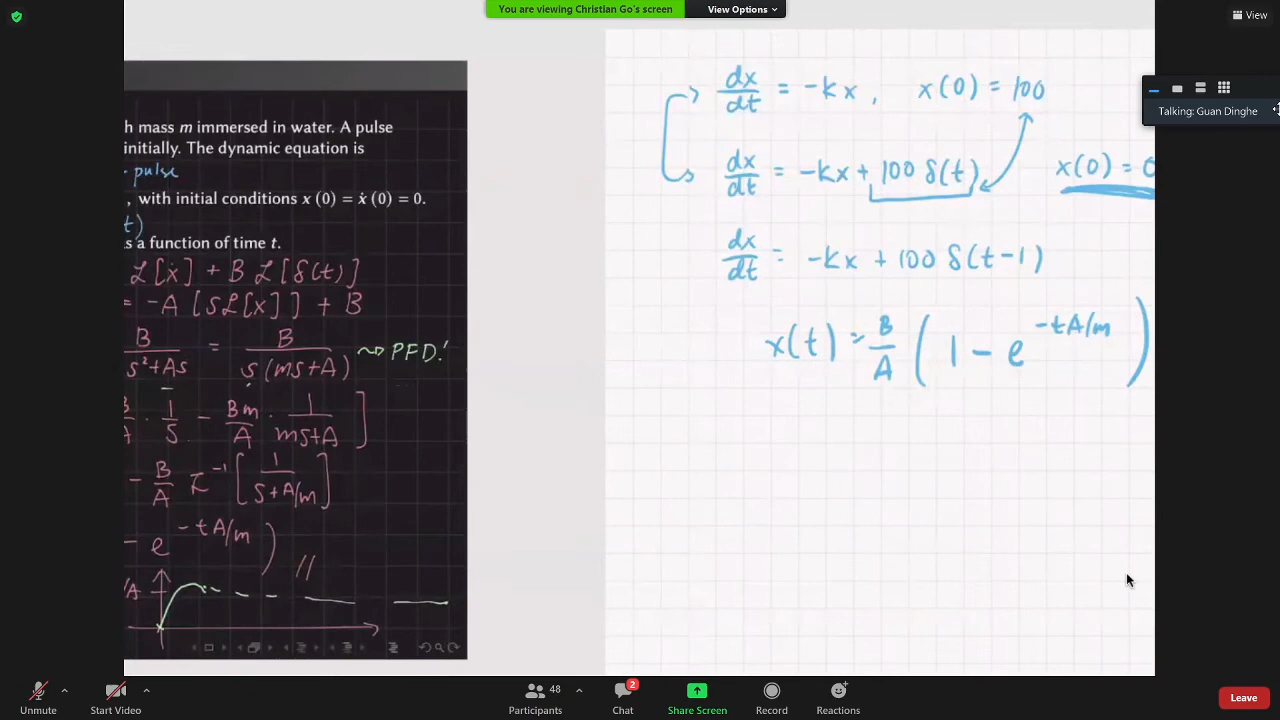 You are viewing Christian Go's screen
View Options
View
Talking: Guan Dinghe
h mass m immersed in water. A pulse
initially. The dynamic equation is
pulse
, with initial conditions x (0) = ẋ (0) = 0.
t)
s a function of time t.
L[ẋ] + B L[δ(t)]
= -A [sL[x]] + B
B/s²+As = B/s(ms+A) ⇝ PFD!
B/A · 1/s - Bm/A · 1/ms+A ]
- B/A L⁻¹ [ 1/s+A/m ]
- e^-tA/m ) //
/A
dx/dt = -kx , x(0) = 100
dx/dt = -kx + 100 δ(t) x(0) = 0
dx/dt = -kx + 100 δ(t-1)
x(t) = B/A ( 1 - e^-tA/m )
Unmute
Start Video
48
Participants
2
Chat
Share Screen
Record
Reactions
Leave